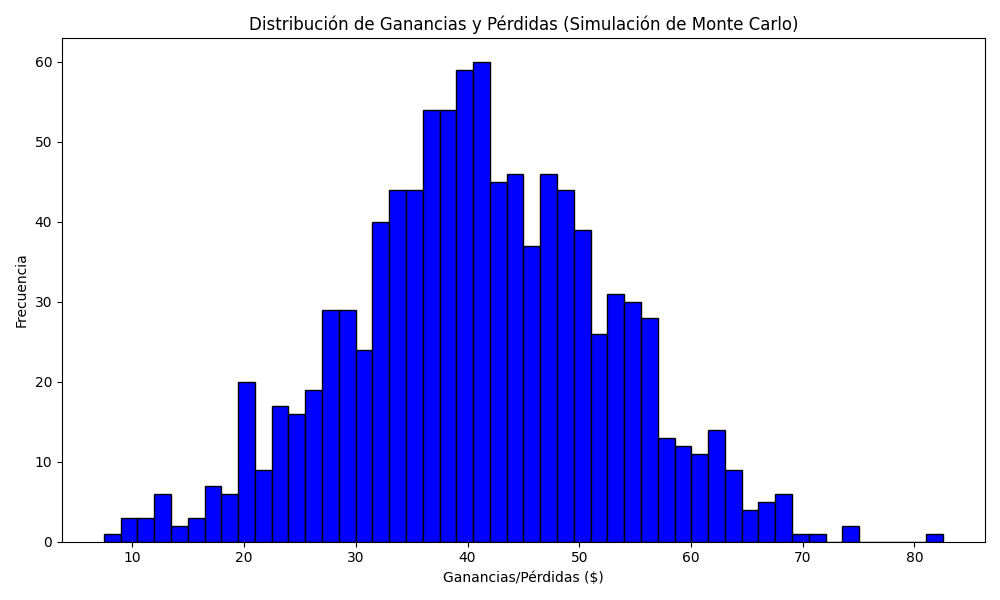 Distribución de Ganancias y Pérdidas (Simulación de Monte Carlo)
60
50
40
30
20
10
0
Frecuencia
10 20 30 40 50 60 70 80
Ganancias/Pérdidas ($)